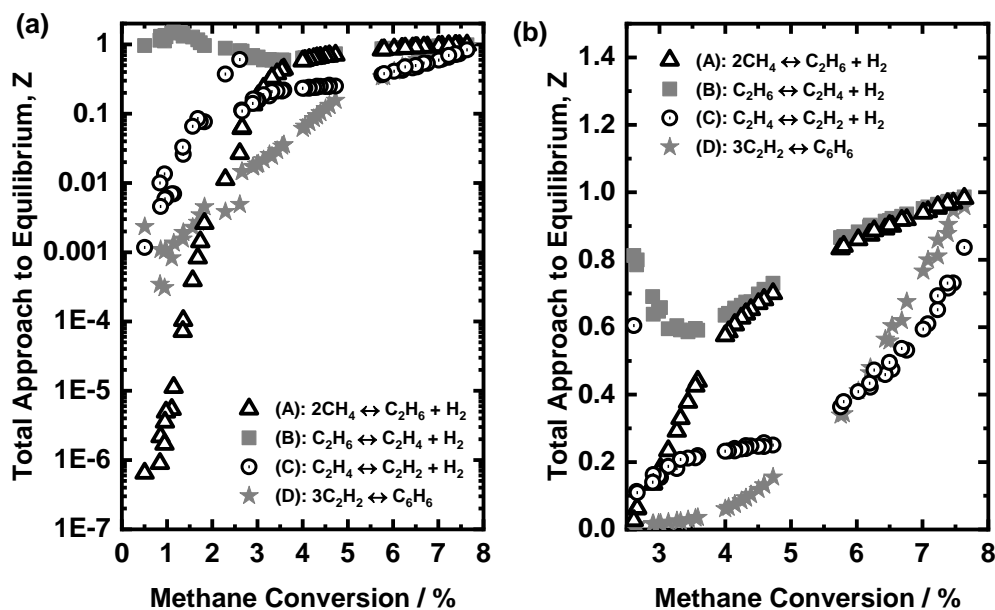 (a)
Total Approach to Equilibrium, Z
1
0.1
0.01
0.001
1E-4
1E-5
1E-6
1E-7
(A): 2CH₄ ↔ C₂H₆ + H₂
(B): C₂H₆ ↔ C₂H₄ + H₂
(C): C₂H₄ ↔ C₂H₂ + H₂
(D): 3C₂H₂ ↔ C₆H₆
0 1 2 3 4 5 6 7 8
Methane Conversion / %
(b)
Total Approach to Equilibrium, Z
1.4
1.2
1.0
0.8
0.6
0.4
0.2
0.0
(A): 2CH₄ ↔ C₂H₆ + H₂
(B): C₂H₆ ↔ C₂H₄ + H₂
(C): C₂H₄ ↔ C₂H₂ + H₂
(D): 3C₂H₂ ↔ C₆H₆
3 4 5 6 7 8
Methane Conversion / %